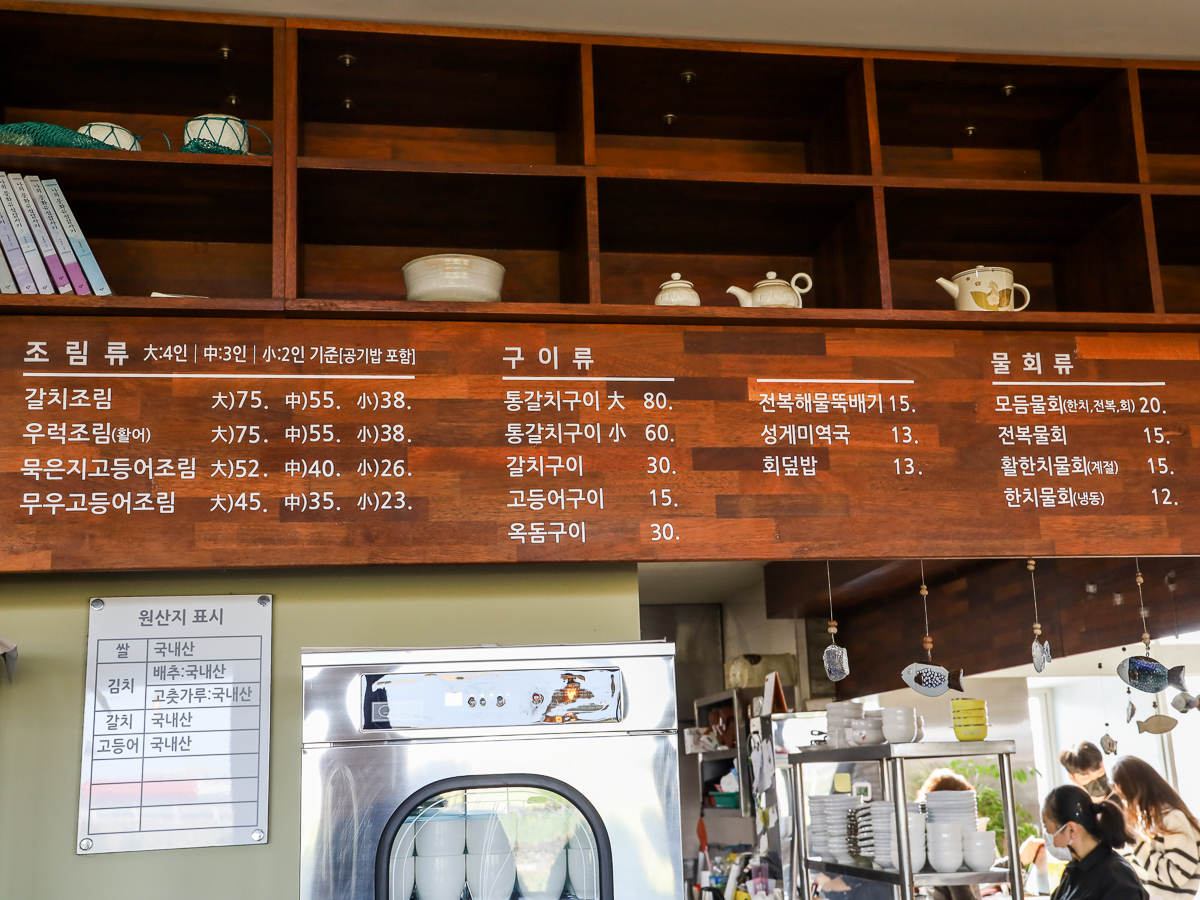 조림류 大:4인 | 中:3인 | 小:2인 기준[공기밥 포함]
갈치조림 大)75. 中)55. 小)38.
우럭조림(활어) 大)75. 中)55. 小)38.
묵은지고등어조림 大)52. 中)40. 小)26.
무우고등어조림 大)45. 中)35. 小)23.
구이류
통갈치구이 大 80.
통갈치구이 小 60.
갈치구이 30.
고등어구이 15.
옥돔구이 30.
전복해물뚝배기 15.
성게미역국 13.
회덮밥 13.
물회류
모듬물회(한치,전복,회) 20.
전복물회 15.
활한치물회(계절) 15.
한치물회(냉동) 12.
원산지 표시
쌀 국내산
김치 배추:국내산
고춧가루:국내산
갈치 국내산
고등어 국내산